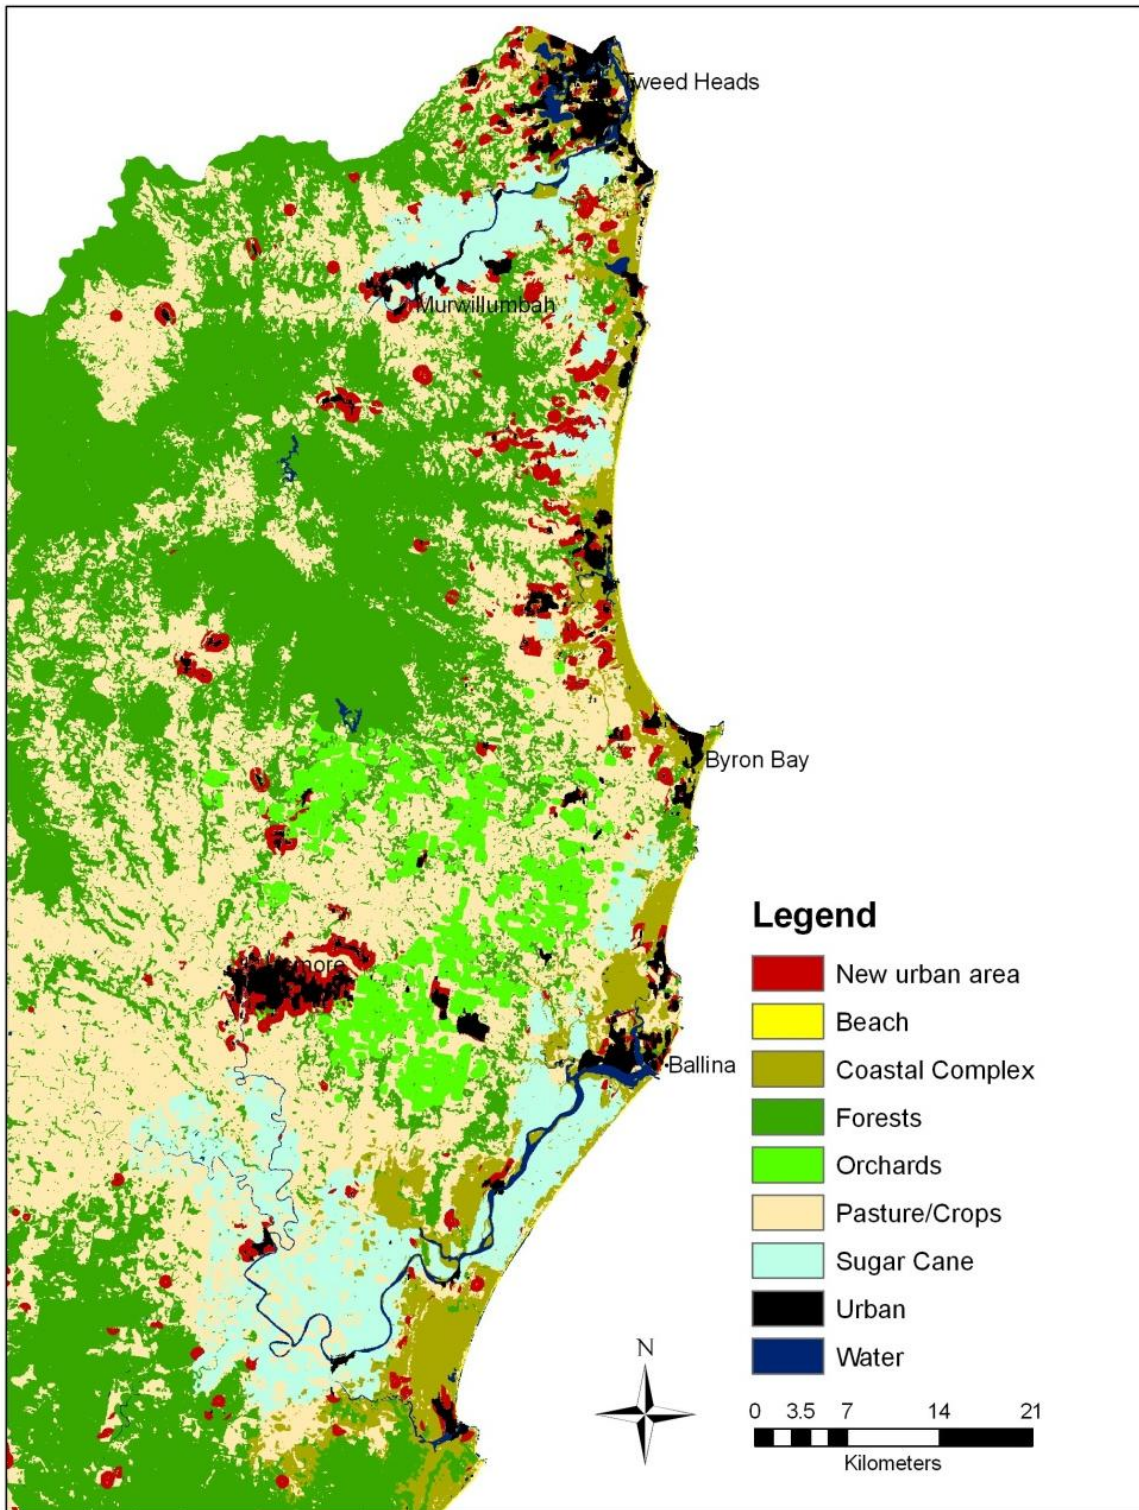 Tweed Heads
Murwillumbah
Byron Bay
Ballina
Legend
New urban area
Beach
Coastal Complex
Forests
Orchards
Pasture/Crops
Sugar Cane
Urban
Water
N
0 3.5 7 14 21
Kilometers